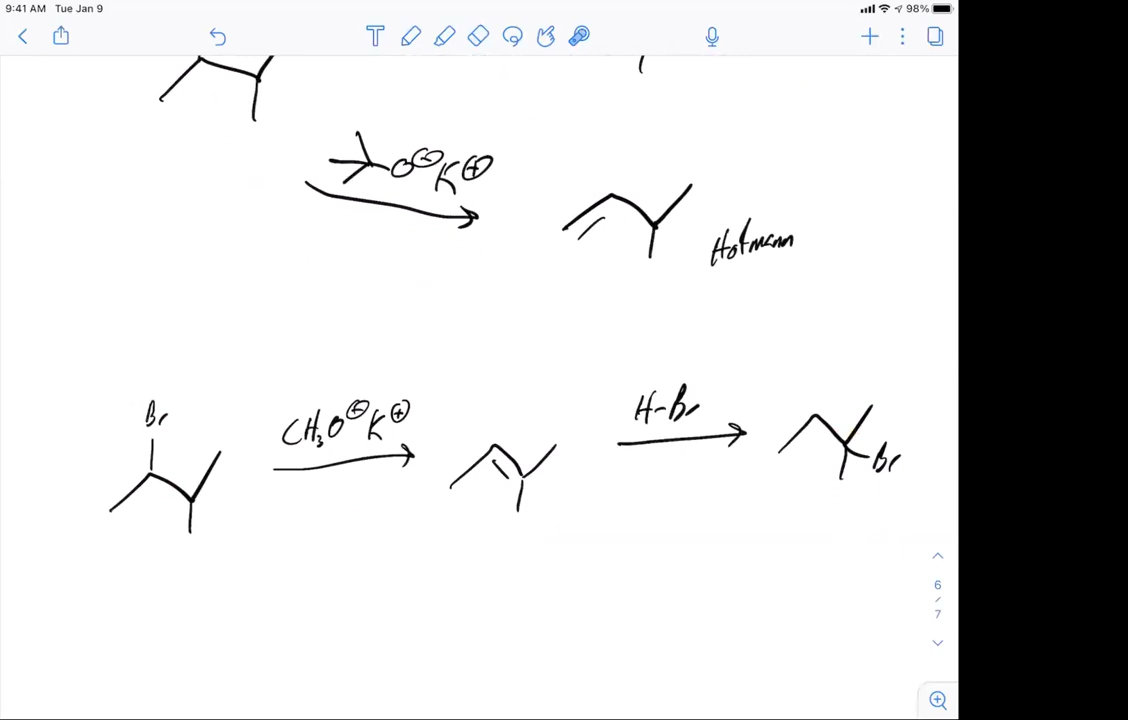 9:41 AM Tue Jan 9
98%
T
O⊖K⊕
Hofmann
Br
CH₃O⊖K⊕
H-Br
Br
6
/
7